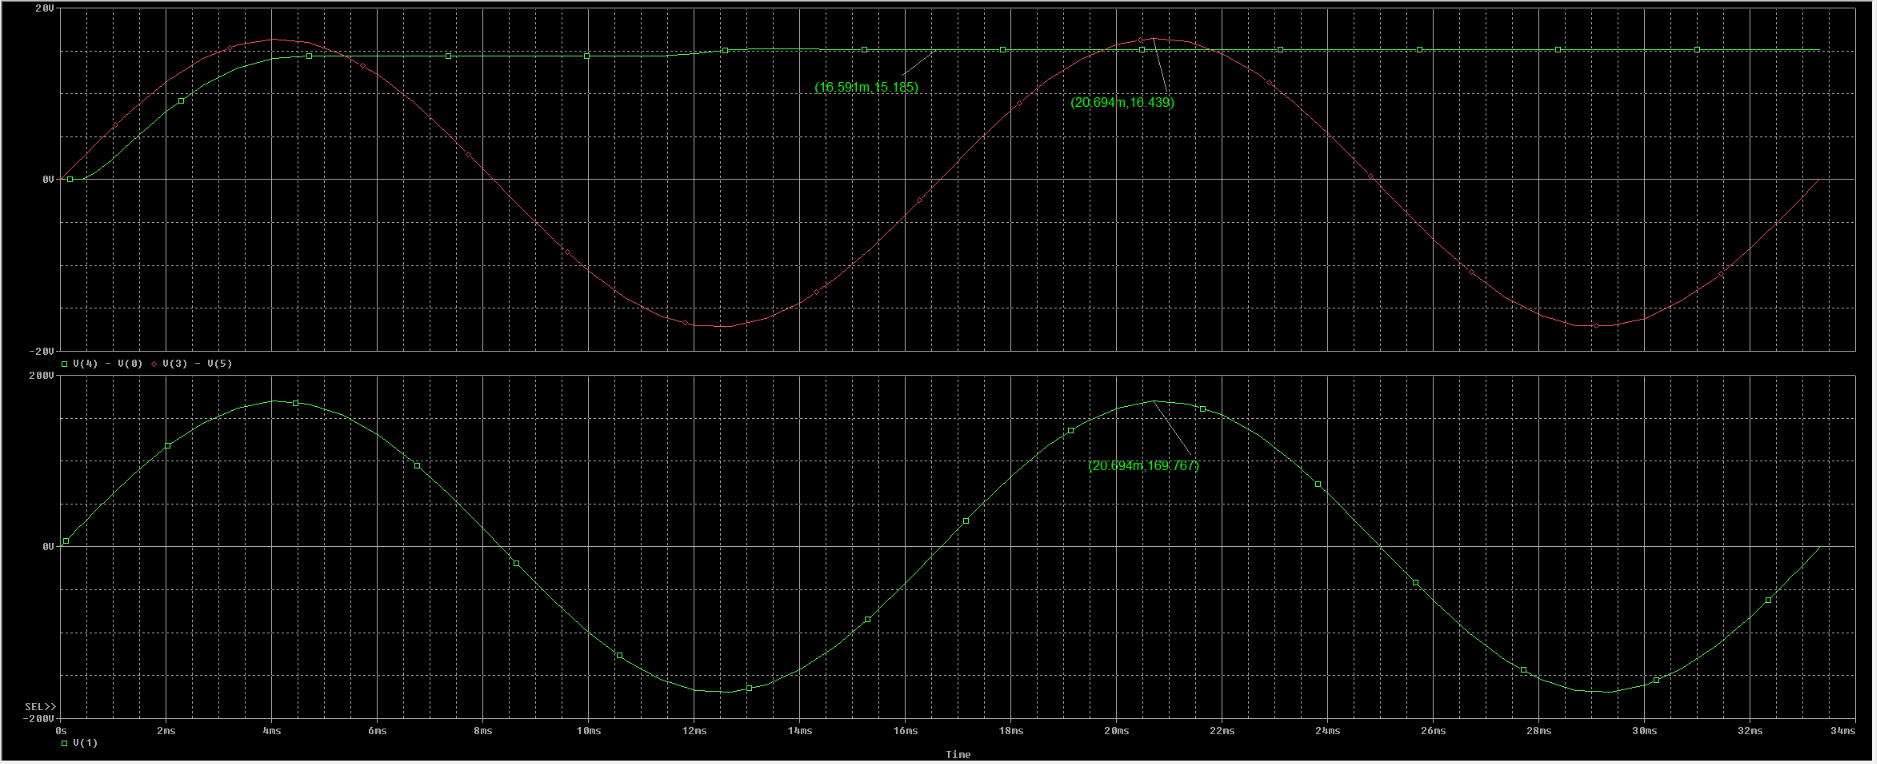 20V
(16.591m,15.185)
(20.694m,16.439)
0V
-20V
V(4) - V(0) V(3) - V(5)
200V
(20.694m,169.767)
0V
SEL>>
-200V
0s 2ms 4ms 6ms 8ms 10ms 12ms 14ms 16ms 18ms 20ms 22ms 24ms 26ms 28ms 30ms 32ms 34ms
V(1)
Time